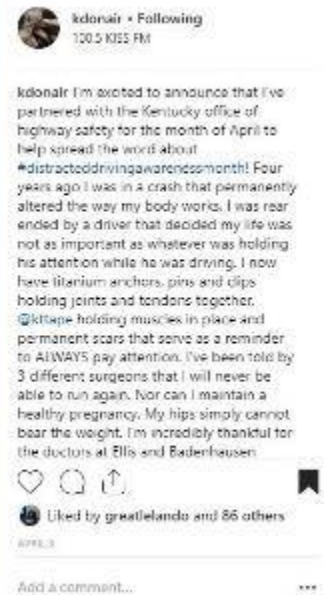 kdonair • Following
100.5 KISS FM
kdonair I'm excited to announce that I've
partnered with the Kentucky office of
highway safety for the month of April to
help spread the word about
#distracteddrivingawarenessmonth! Four
years ago I was in a crash that permanently
altered the way my body works. I was rear
ended by a driver that decided my life was
not as important as whatever was holding
his attention while he was driving. I now
have titanium anchors, pins and clips
holding joints and tendons together,
@kttape holding muscles in place and
permanent scars that serve as a reminder
to ALWAYS pay attention. I've been told by
3 different surgeons that I will never be
able to run again. Nor can I maintain a
healthy pregnancy. My hips simply cannot
bear the weight. I'm incredibly thankful for
the doctors at Ellis and Badenhausen
Liked by greatlelando and 86 others
APRIL 3
Add a comment...